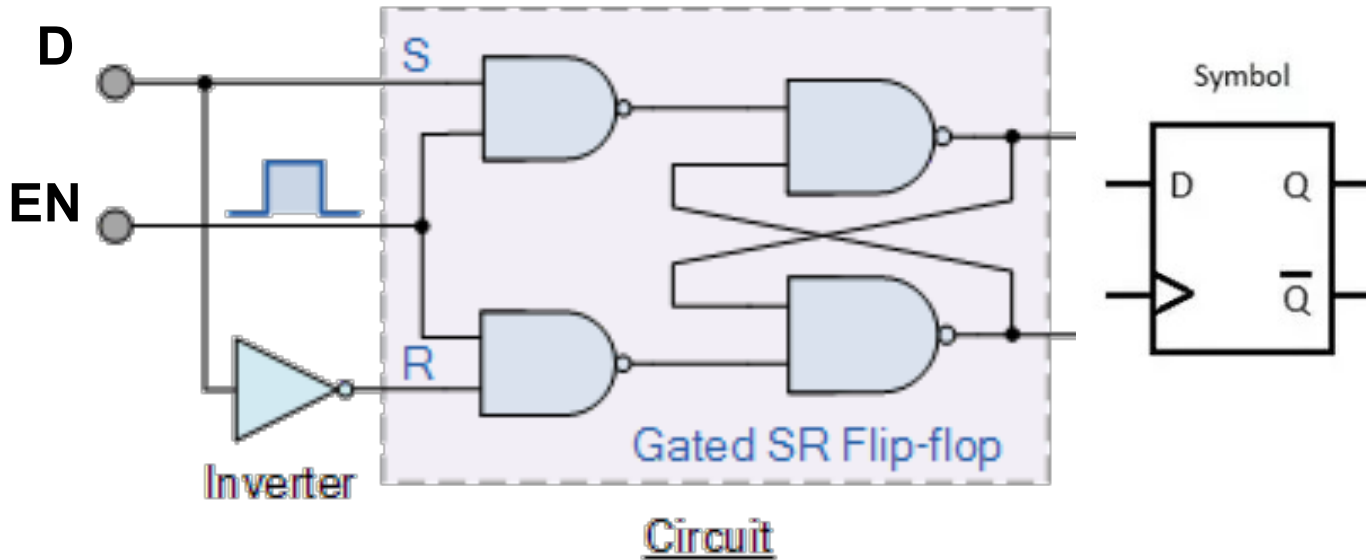 D
S
EN
R
Inverter
Gated SR Flip-flop
Circuit
Symbol
D Q
Q̅